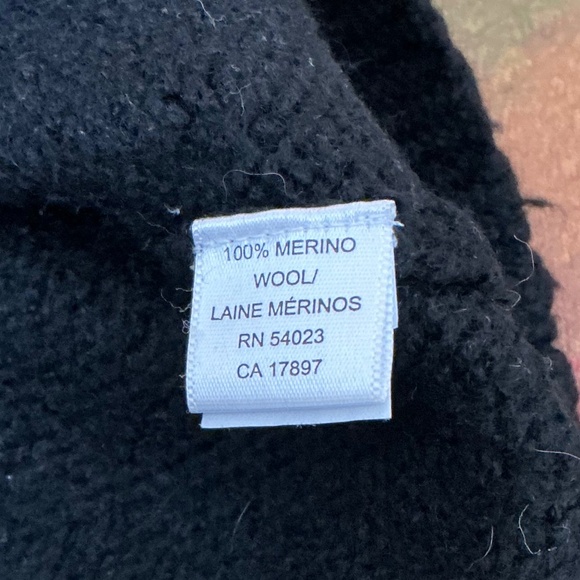 100% MERINO
WOOL/
LAINE MÉRINOS
RN 54023
CA 17897